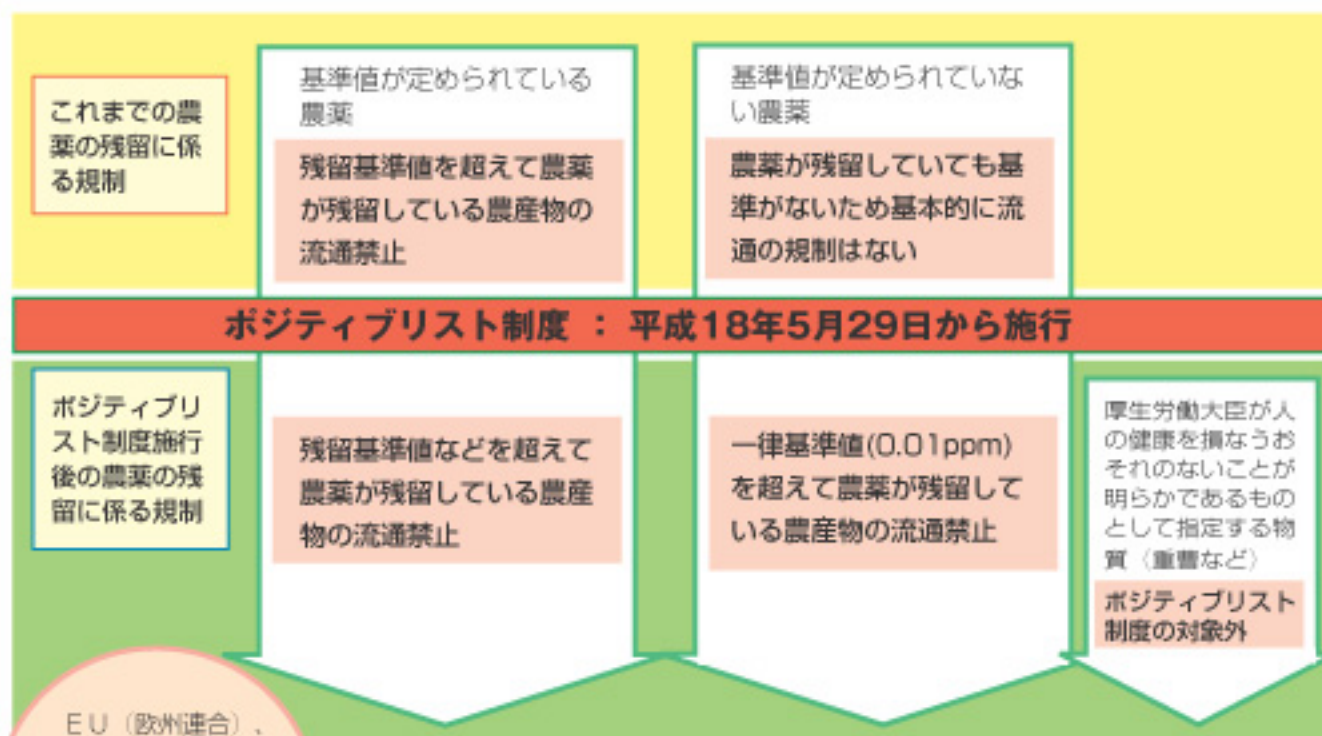 これまでの農
薬の残留に係
る規制
基準値が定められている
農薬
残留基準値を超えて農薬
が残留している農産物の
流通禁止
基準値が定められていな
い農薬
農薬が残留していても基
準がないため基本的に流
通の規制はない
ポジティブリスト制度 : 平成18年5月29日から施行
ポジティブリ
スト制度施行
後の農薬の残
留に係る規制
残留基準値などを超えて
農薬が残留している農産
物の流通禁止
一律基準値(0.01ppm)
を超えて農薬が残留して
いる農産物の流通禁止
厚生労働大臣が人
の健康を損なうお
それのないことが
明らかであるもの
として指定する物
質（重曹など）
ポジティブリスト
制度の対象外
EU（欧州連合）、